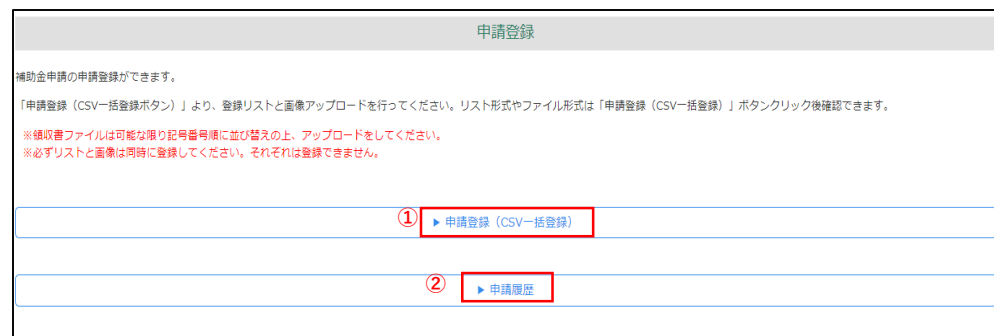 申請登録
補助金申請の申請登録ができます。
「申請登録（CSV一括登録ボタン）」より、登録リストと画像アップロードを行ってください。リスト形式やファイル形式は「申請登録（CSV一括登録）」ボタンクリック後確認できます。
※領収書ファイルは可能な限り記号番号順に並び替えの上、アップロードをしてください。
※必ずリストと画像は同時に登録してください。それぞれは登録できません。
① ▶ 申請登録（CSV一括登録）
② ▶ 申請履歴